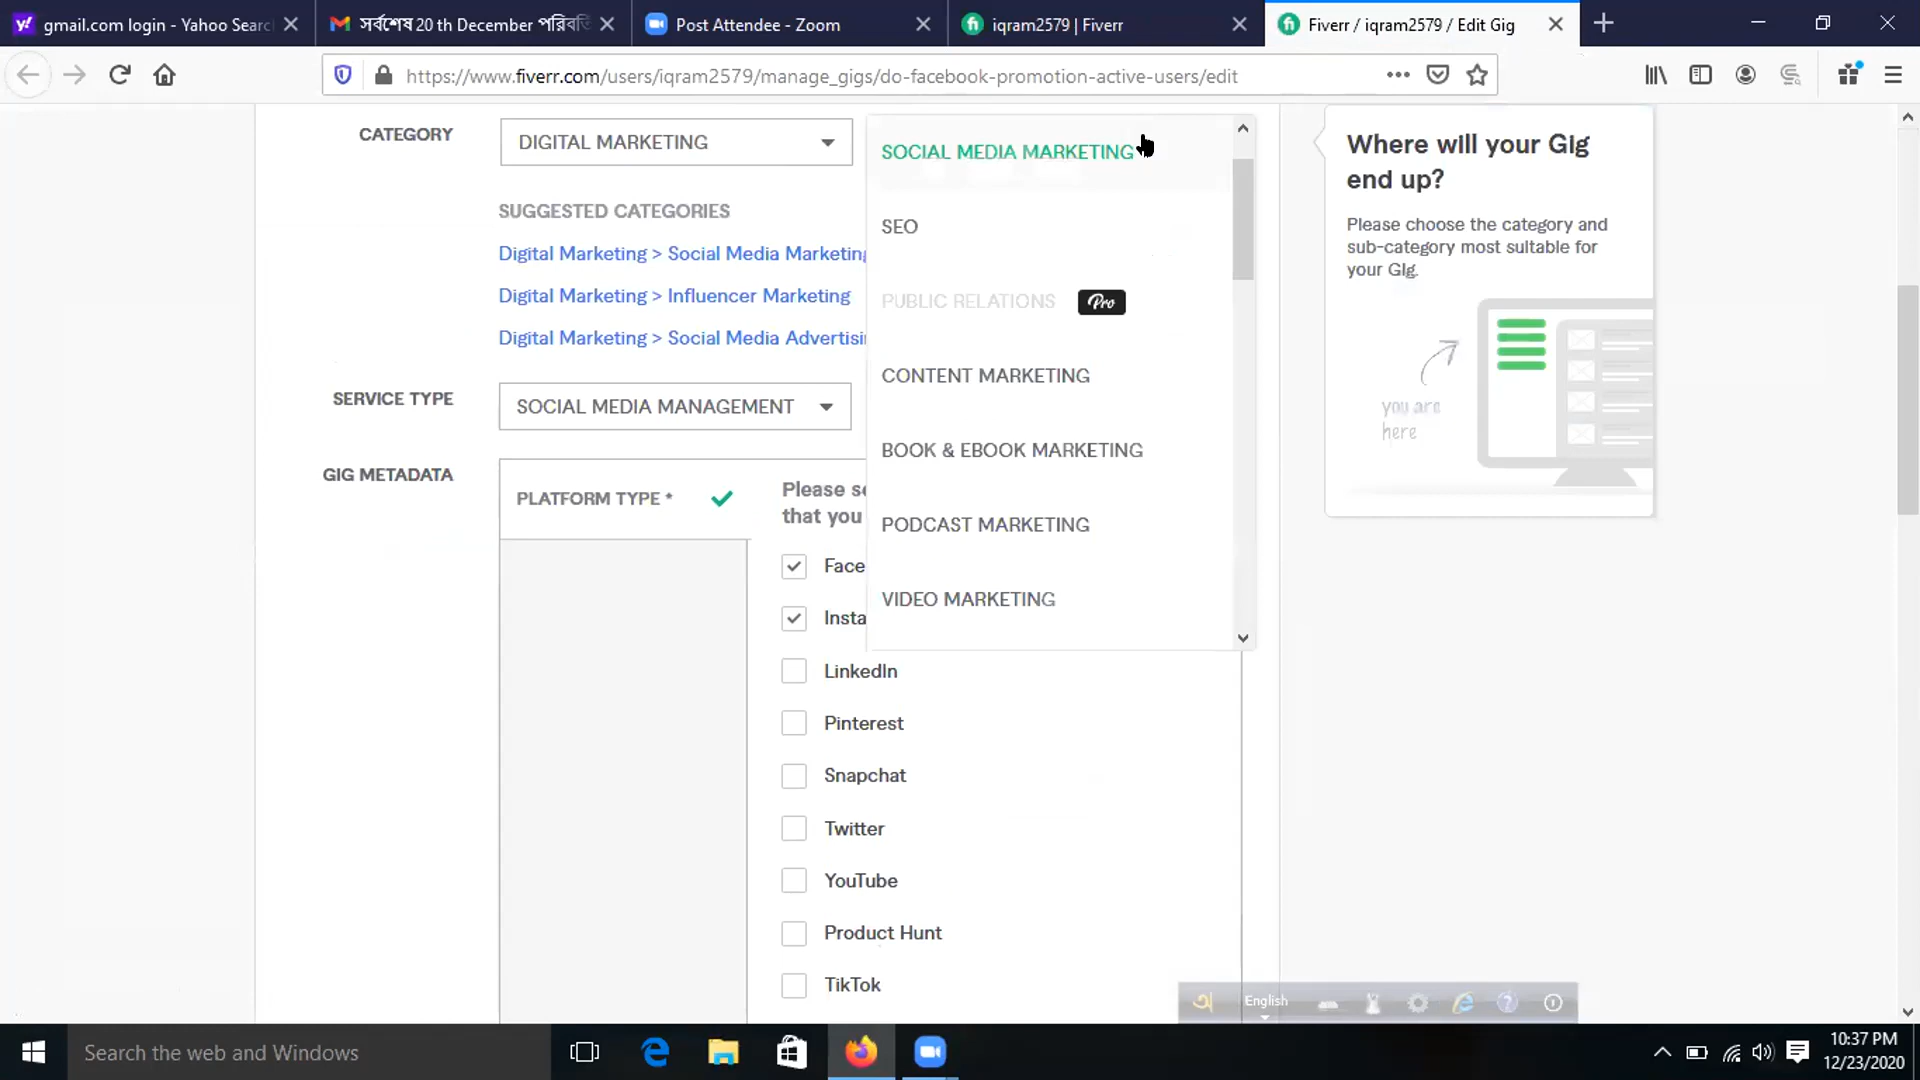 gmail.com login - Yahoo Searc
সর্বশেষ 20 th December পরিবর্তি
Post Attendee - Zoom
iqram2579 | Fiverr
Fiverr / iqram2579 / Edit Gig
https://www.fiverr.com/users/iqram2579/manage_gigs/do-facebook-promotion-active-users/edit
CATEGORY
DIGITAL MARKETING
SUGGESTED CATEGORIES
Digital Marketing > Social Media Marketing
Digital Marketing > Influencer Marketing
Digital Marketing > Social Media Advertisi
SERVICE TYPE
SOCIAL MEDIA MANAGEMENT
GIG METADATA
PLATFORM TYPE *
Please se
that you
Face
Insta
LinkedIn
Pinterest
Snapchat
Twitter
YouTube
Product Hunt
TikTok
SOCIAL MEDIA MARKETING
SEO
PUBLIC RELATIONS Pro
CONTENT MARKETING
BOOK & EBOOK MARKETING
PODCAST MARKETING
VIDEO MARKETING
Where will your Gig
end up?
Please choose the category and
sub-category most suitable for
your Gig.
you are
here
অ English
Search the web and Windows
10:37 PM
12/23/2020